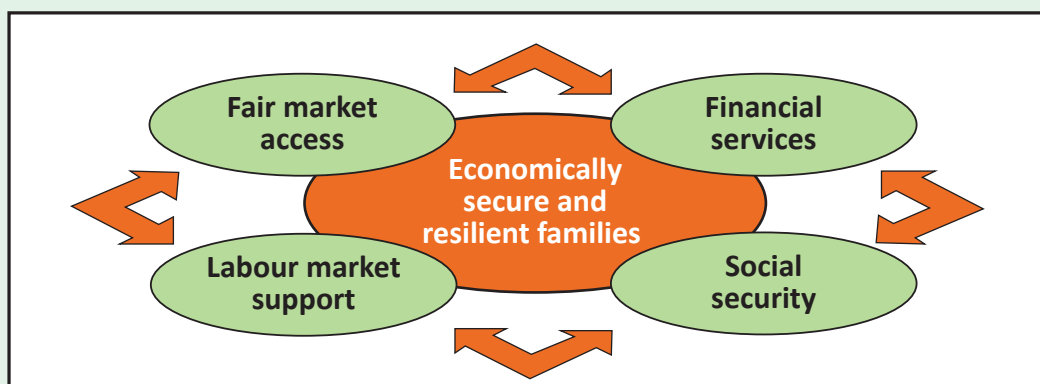 Fair market
access
Financial
services
Economically
secure and
resilient families
Labour market
support
Social
security